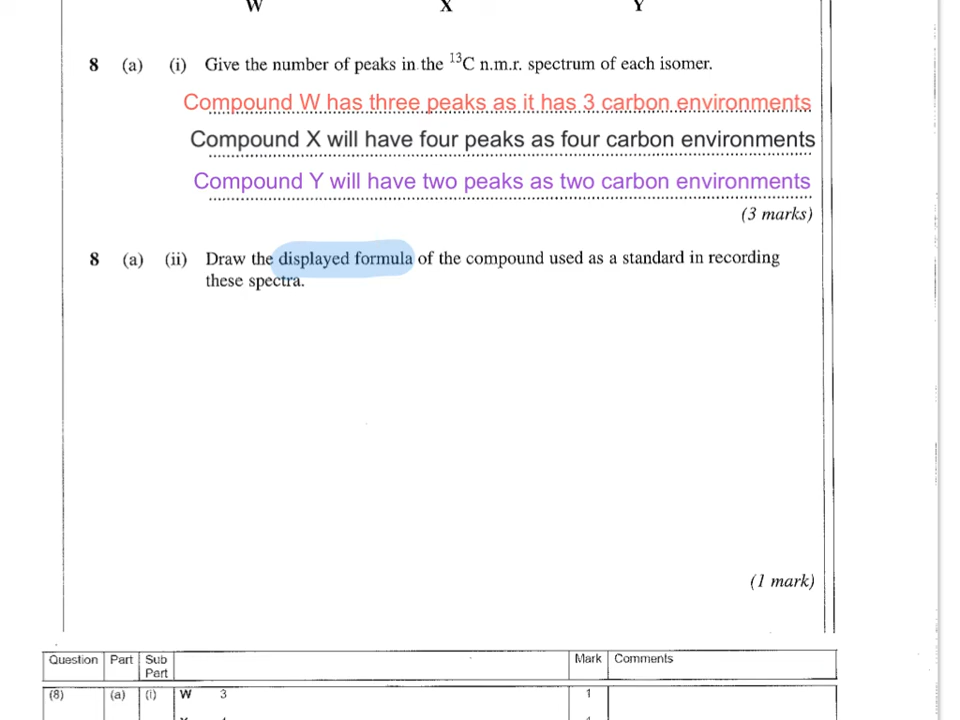 W X Y
8 (a) (i) Give the number of peaks in the ¹³C n.m.r. spectrum of each isomer.
Compound W has three peaks as it has 3 carbon environments
Compound X will have four peaks as four carbon environments
Compound Y will have two peaks as two carbon environments
(3 marks)
8 (a) (ii) Draw the displayed formula of the compound used as a standard in recording
these spectra.
(1 mark)
Question Part Sub Part Mark Comments
(8) (a) (i) W 3 1